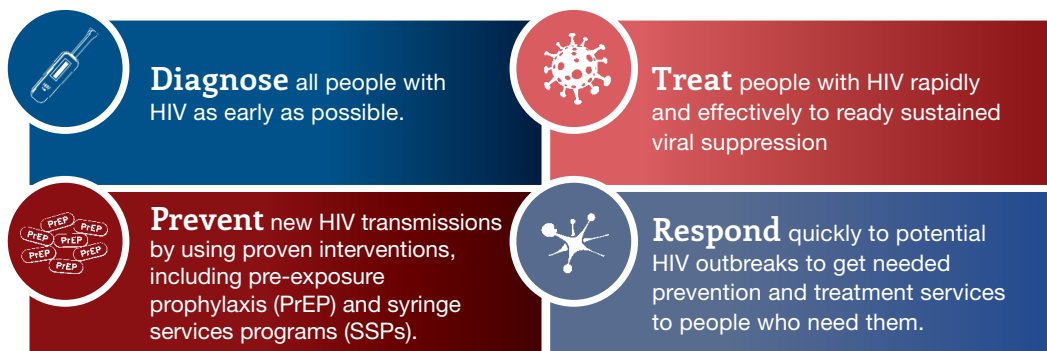 Diagnose all people with
HIV as early as possible.
Treat people with HIV rapidly
and effectively to ready sustained
viral suppression
PrEP
PrEP
PrEP
PrEP
PrEP
PrEP
PrEP
Prevent new HIV transmissions
by using proven interventions,
including pre-exposure
prophylaxis (PrEP) and syringe
services programs (SSPs).
Respond quickly to potential
HIV outbreaks to get needed
prevention and treatment services
to people who need them.